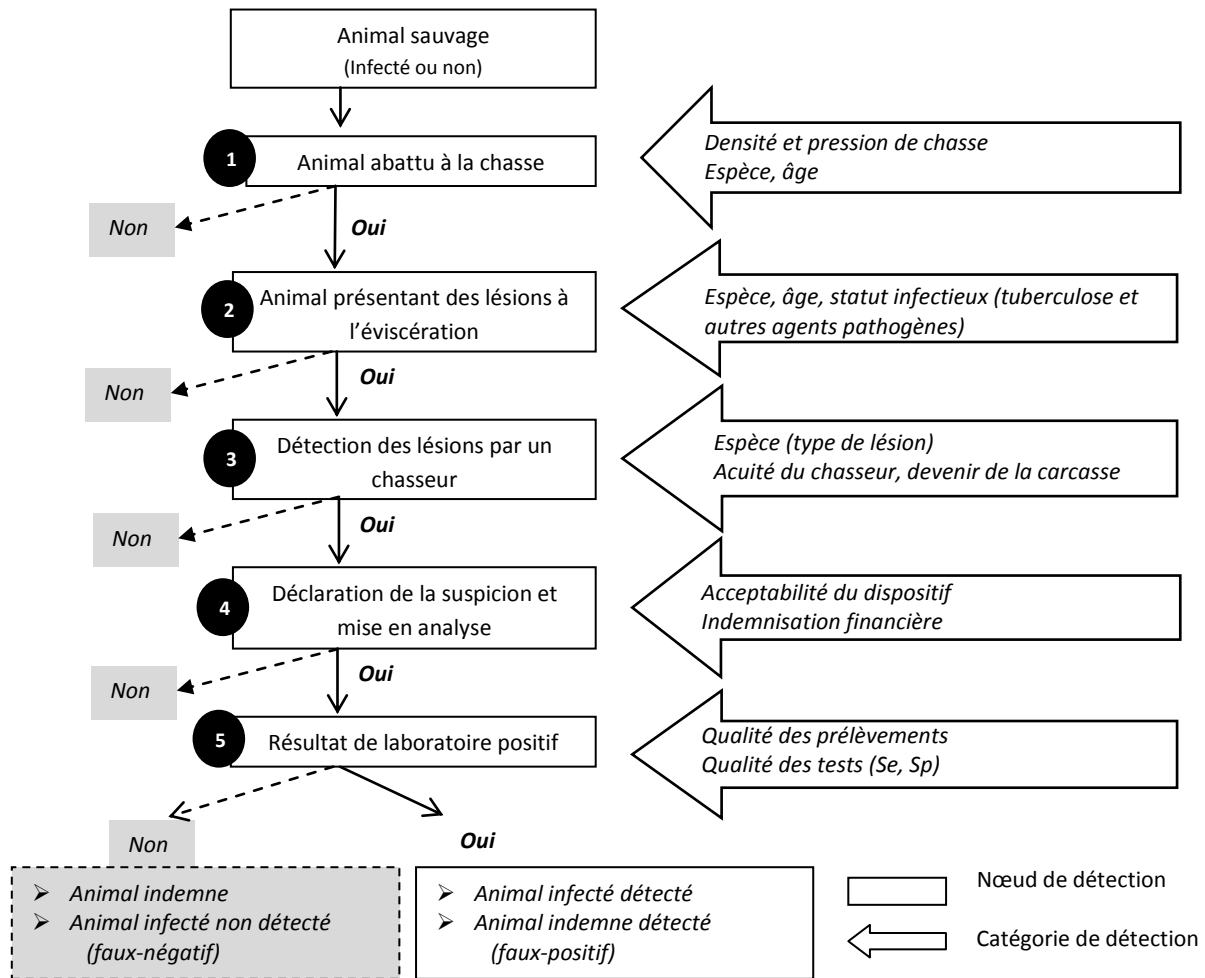 Animal sauvage
(Infecté ou non)
1
Animal abattu à la chasse
Densité et pression de chasse
Espèce, âge
Non
Oui
2
Animal présentant des lésions à
l'éviscération
Espèce, âge, statut infectieux (tuberculose et
autres agents pathogènes)
Non
Oui
3
Détection des lésions par un
chasseur
Espèce (type de lésion)
Acuité du chasseur, devenir de la carcasse
Non
Oui
4
Déclaration de la suspicion et
mise en analyse
Acceptabilité du dispositif
Indemnisation financière
Non
Oui
5
Résultat de laboratoire positif
Qualité des prélèvements
Qualité des tests (Se, Sp)
Non
Oui
➢ Animal indemne
➢ Animal infecté non détecté
(faux-négatif)
➢ Animal infecté détecté
➢ Animal indemne détecté
(faux-positif)
Nœud de détection
Catégorie de détection